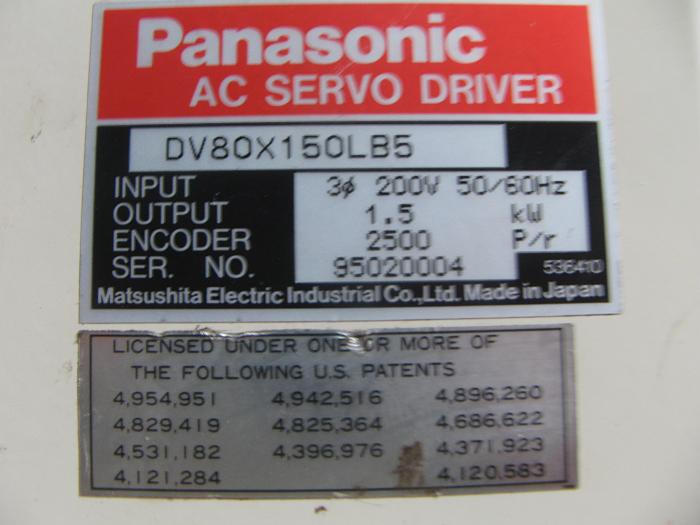 Panasonic
AC SERVO DRIVER
DV80X150LB5
INPUT 3ϕ 200V 50/60Hz
OUTPUT 1.5 kW
ENCODER 2500 P/r
SER. NO. 95020004 536410
Matsushita Electric Industrial Co., Ltd. Made in Japan
LICENSED UNDER ONE OR MORE OF
THE FOLLOWING U.S. PATENTS
4,954,951 4,942,516 4,896,260
4,829,419 4,825,364 4,686,622
4,531,182 4,396,976 4,371,923
4,121,284 4,120,583